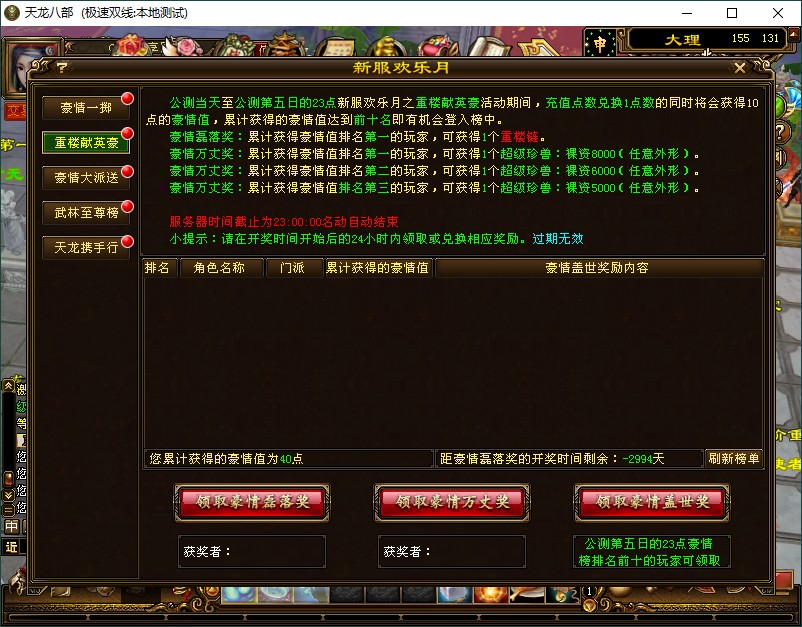 天龙八部 (极速双线:本地测试)
大理 155 131
? 新服欢乐月
豪情一掷
重楼献英豪
豪情大派送
武林至尊榜
天龙携手行
公测当天至公测第五日的23点新服欢乐月之重楼献英豪活动期间，充值点数兑换1点数的同时将会获得10
点的豪情值，累计获得的豪情值达到前十名即有机会登入榜中。
豪情磊落奖：累计获得豪情值排名第一的玩家，可获得1个重楼链。
豪情万丈奖：累计获得豪情值排名第一的玩家，可获得1个超级珍兽：裸资8000（任意外形）。
豪情万丈奖：累计获得豪情值排名第二的玩家，可获得1个超级珍兽：裸资6000（任意外形）。
豪情万丈奖：累计获得豪情值排名第三的玩家，可获得1个超级珍兽：裸资5000（任意外形）。
服务器时间截止为23:00:00名动自动结束
小提示：请在开奖时间开始后的24小时内领取或兑换相应奖励。过期无效
排名 角色名称 门派 累计获得的豪情值 豪情盖世奖励内容
您累计获得的豪情值为40点 距豪情磊落奖的开奖时间剩余：-2994天 刷新榜单
领取豪情磊落奖 领取豪情万丈奖 领取豪情盖世奖
获奖者： 获奖者： 公测第五日的23点豪情
榜排名前十的玩家可领取
1